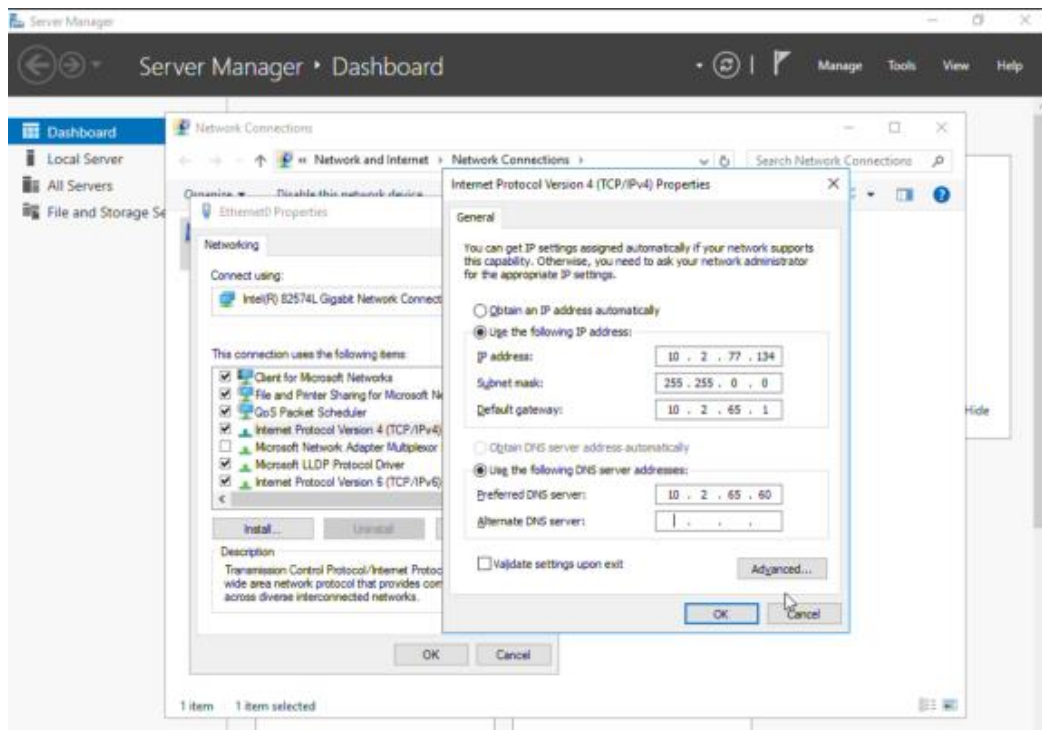 Server Manager
Server Manager • Dashboard
Manage Tools View Help
Dashboard
Local Server
All Servers
File and Storage Se
Network Connections
« Network and Internet › Network Connections ›
Search Network Connections
Organize Disable this network device
Ethernet0 Properties
Networking
Connect using:
Intel(R) 82574L Gigabit Network Connect
This connection uses the following items:
Client for Microsoft Networks
File and Printer Sharing for Microsoft Ne
QoS Packet Scheduler
Internet Protocol Version 4 (TCP/IPv4)
Microsoft Network Adapter Multiplexor
Microsoft LLDP Protocol Driver
Internet Protocol Version 6 (TCP/IPv6)
Install... Uninstall
Description
Transmission Control Protocol/Internet Protoc
wide area network protocol that provides com
across diverse interconnected networks.
OK Cancel
Internet Protocol Version 4 (TCP/IPv4) Properties
General
You can get IP settings assigned automatically if your network supports
this capability. Otherwise, you need to ask your network administrator
for the appropriate IP settings.
Obtain an IP address automatically
Use the following IP address:
IP address: 10 . 2 . 77 . 134
Subnet mask: 255 . 255 . 0 . 0
Default gateway: 10 . 2 . 65 . 1
Obtain DNS server address automatically
Use the following DNS server addresses:
Preferred DNS server: 10 . 2 . 65 . 60
Alternate DNS server: . . .
Validate settings upon exit
Advanced...
OK Cancel
Hide
1 item 1 item selected